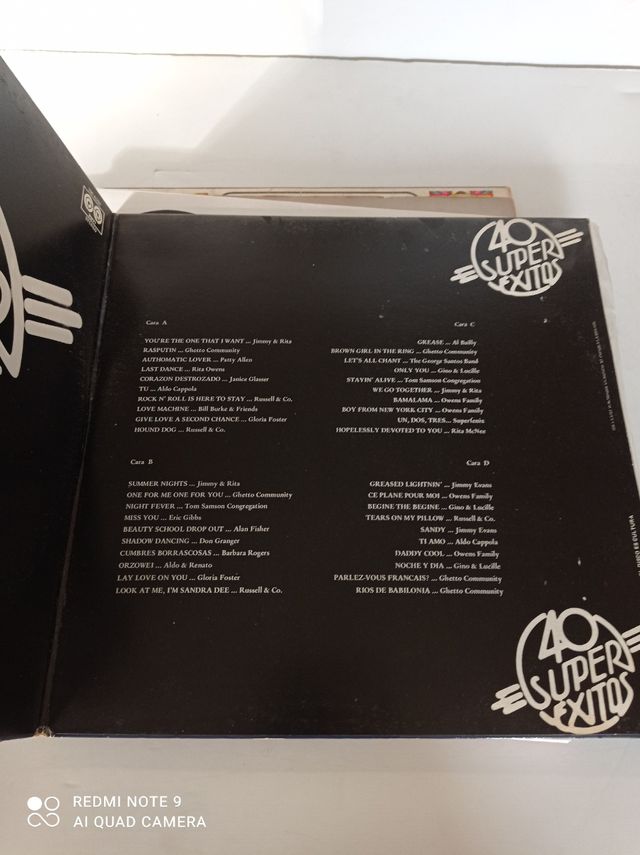 40
SUPER
EXITOS
Cara A
YOU'RE THE ONE THAT I WANT ... Jimmy & Rita
RASPUTIN ... Ghetto Community
AUTHOMATIC LOVER ... Patty Allen
LAST DANCE ... Rita Owens
CORAZON DESTROZADO ... Janice Glasser
TU ... Aldo Cappola
ROCK N' ROLL IS HERE TO STAY ... Russell & Co.
LOVE MACHINE ... Bill Burke & Friends
GIVE LOVE A SECOND CHANCE ... Gloria Foster
HOUND DOG ... Russell & Co.
Cara C
GREASE ... Al Bailly
BROWN GIRL IN THE RING ... Ghetto Community
LET'S ALL CHANT ... The George Santos Band
ONLY YOU ... Gino & Lucille
STAYIN' ALIVE ... Tom Samson Congregation
WE GO TOGETHER ... Jimmy & Rita
BAMALAMA ... Owens Family
BOY FROM NEW YORK CITY ... Owens Family
UN, DOS, TRES... Supersonis
HOPELESSLY DEVOTED TO YOU ... Rita McNee
Cara B
SUMMER NIGHTS ... Jimmy & Rita
ONE FOR ME ONE FOR YOU ... Ghetto Community
NIGHT FEVER ... Tom Samson Congregation
MISS YOU ... Eric Gibbs
BEAUTY SCHOOL DROP OUT ... Alan Fisher
SHADOW DANCING ... Don Granger
CUMBRES BORRASCOSAS ... Barbara Rogers
ORZOWEI ... Aldo & Renato
LAY LOVE ON YOU ... Gloria Foster
LOOK AT ME, I'M SANDRA DEE ... Russell & Co.
Cara D
GREASED LIGHTNIN' ... Jimmy Evans
CE PLANE POUR MOI ... Owens Family
BEGINE THE BEGINE ... Gino & Lucille
TEARS ON MY PILLOW ... Russell & Co.
SANDY ... Jimmy Evans
TI AMO ... Aldo Cappola
DADDY COOL ... Owens Family
NOCHE Y DIA ... Gino & Lucille
PARLEZ-VOUS FRANCAIS? ... Ghetto Community
RIOS DE BABILONIA ... Ghetto Community
40
SUPER
EXITOS
REDMI NOTE 9
AI QUAD CAMERA